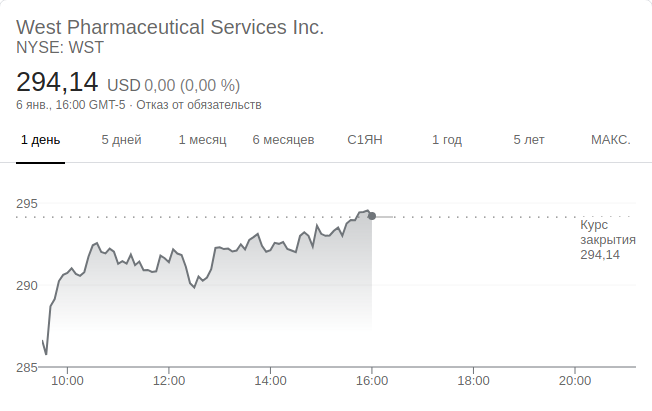 West Pharmaceutical Services Inc.
NYSE: WST
294,14 USD 0,00 (0,00 %)
6 янв., 16:00 GMT-5 · Отказ от обязательств
1 день 5 дней 1 месяц 6 месяцев С1ЯН 1 год 5 лет МАКС.
295
Курс
закрытия
294,14
290
285
10:00 12:00 14:00 16:00 18:00 20:00